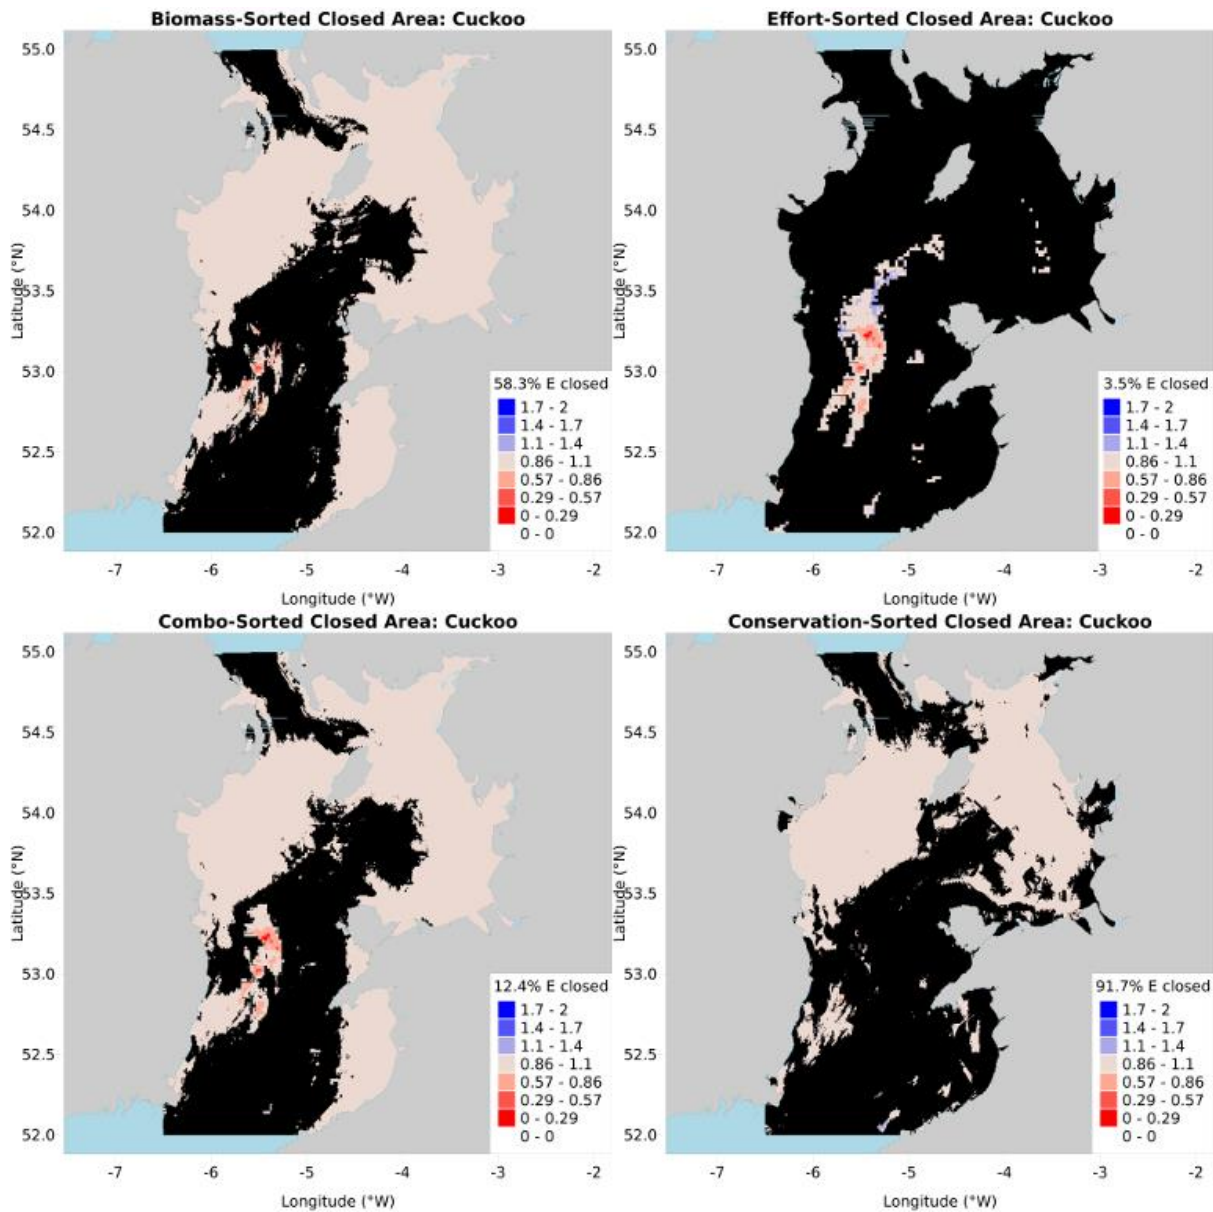 Biomass-Sorted Closed Area: Cuckoo
55.0
54.5
54.0
53.5
53.0
52.5
52.0
Latitude (°N)
58.3% E closed
1.7 - 2
1.4 - 1.7
1.1 - 1.4
0.86 - 1.1
0.57 - 0.86
0.29 - 0.57
0 - 0.29
0 - 0
-7 -6 -5 -4 -3 -2
Longitude (°W)
Effort-Sorted Closed Area: Cuckoo
55.0
54.5
54.0
53.5
53.0
52.5
52.0
Latitude (°N)
3.5% E closed
1.7 - 2
1.4 - 1.7
1.1 - 1.4
0.86 - 1.1
0.57 - 0.86
0.29 - 0.57
0 - 0.29
0 - 0
-7 -6 -5 -4 -3 -2
Longitude (°W)
Combo-Sorted Closed Area: Cuckoo
55.0
54.5
54.0
53.5
53.0
52.5
52.0
Latitude (°N)
12.4% E closed
1.7 - 2
1.4 - 1.7
1.1 - 1.4
0.86 - 1.1
0.57 - 0.86
0.29 - 0.57
0 - 0.29
0 - 0
-7 -6 -5 -4 -3 -2
Longitude (°W)
Conservation-Sorted Closed Area: Cuckoo
55.0
54.5
54.0
53.5
53.0
52.5
52.0
Latitude (°N)
91.7% E closed
1.7 - 2
1.4 - 1.7
1.1 - 1.4
0.86 - 1.1
0.57 - 0.86
0.29 - 0.57
0 - 0.29
0 - 0
-7 -6 -5 -4 -3 -2
Longitude (°W)